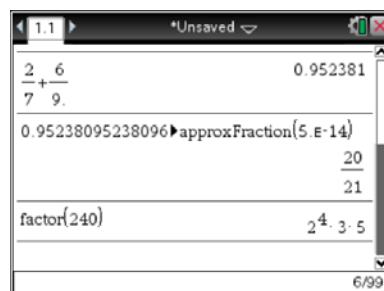 1.1 *Unsaved
2/7 + 6/9. 0.952381
0.95238095238096▶approxFraction(5.E-14)
20/21
factor(240) 2^4·3·5
6/99